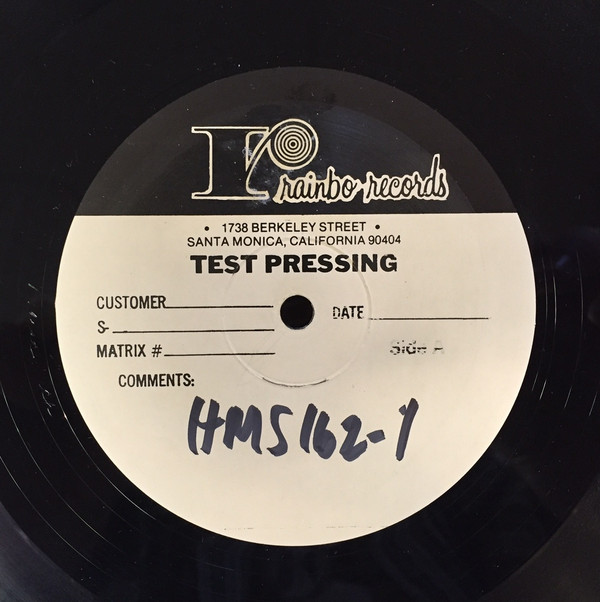 r
rainbo records
• 1738 BERKELEY STREET •
SANTA MONICA, CALIFORNIA 90404
TEST PRESSING
CUSTOMER
DATE
S-
MATRIX #
Side A
COMMENTS:
HMS162-1